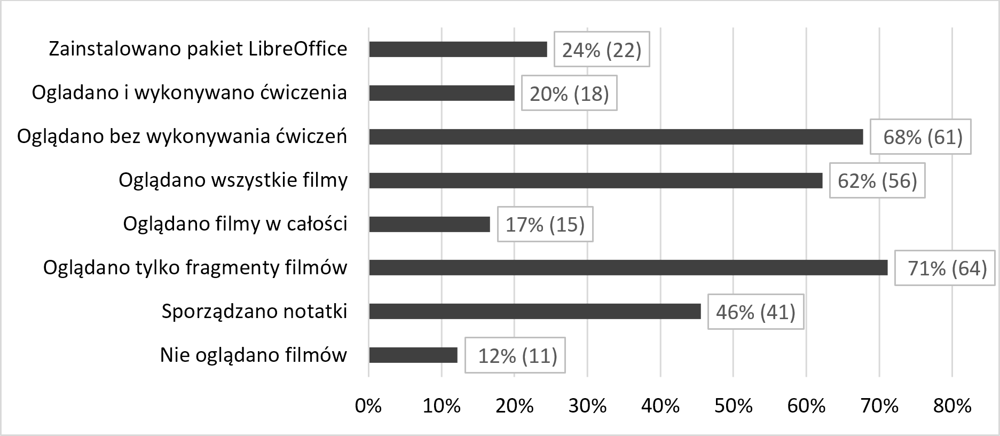 Zainstalowano pakiet LibreOffice 24% (22)
Ogladano i wykonywano ćwiczenia 20% (18)
Oglądano bez wykonywania ćwiczeń 68% (61)
Oglądano wszystkie filmy 62% (56)
Oglądano filmy w całości 17% (15)
Oglądano tylko fragmenty filmów 71% (64)
Sporządzano notatki 46% (41)
Nie oglądano filmów 12% (11)
0% 10% 20% 30% 40% 50% 60% 70% 80%